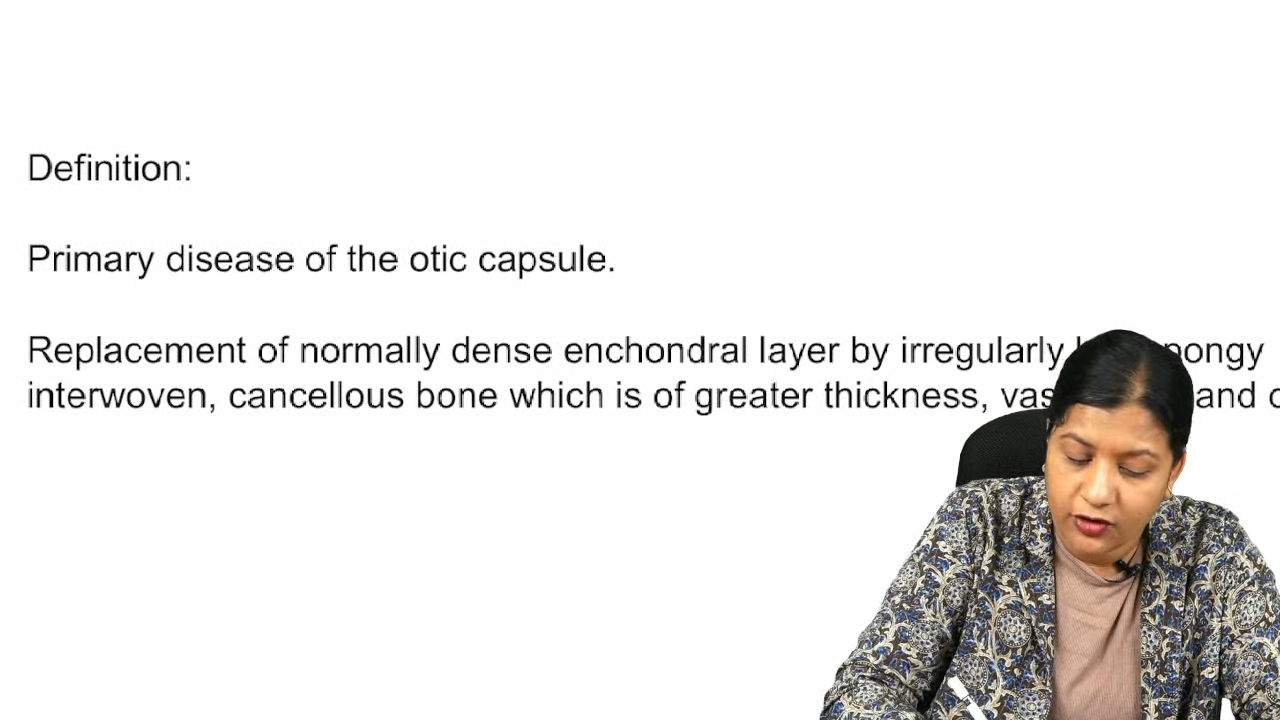 Definition:
Primary disease of the otic capsule.
Replacement of normally dense enchondral layer by irregularly
interwoven, cancellous bone which is of greater thickness, and